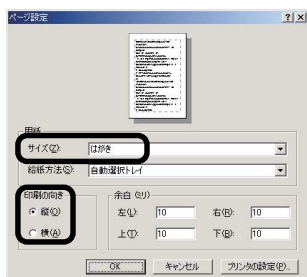 ページ設定
用紙
サイズ(Z): はがき
給紙方法(S): 自動選択トレイ
印刷の向き
縦(O)
横(A)
余白 (ミリ)
左(L): 10 右(R): 10
上(T): 10 下(B): 10
OK キャンセル プリンタの設定(P)...